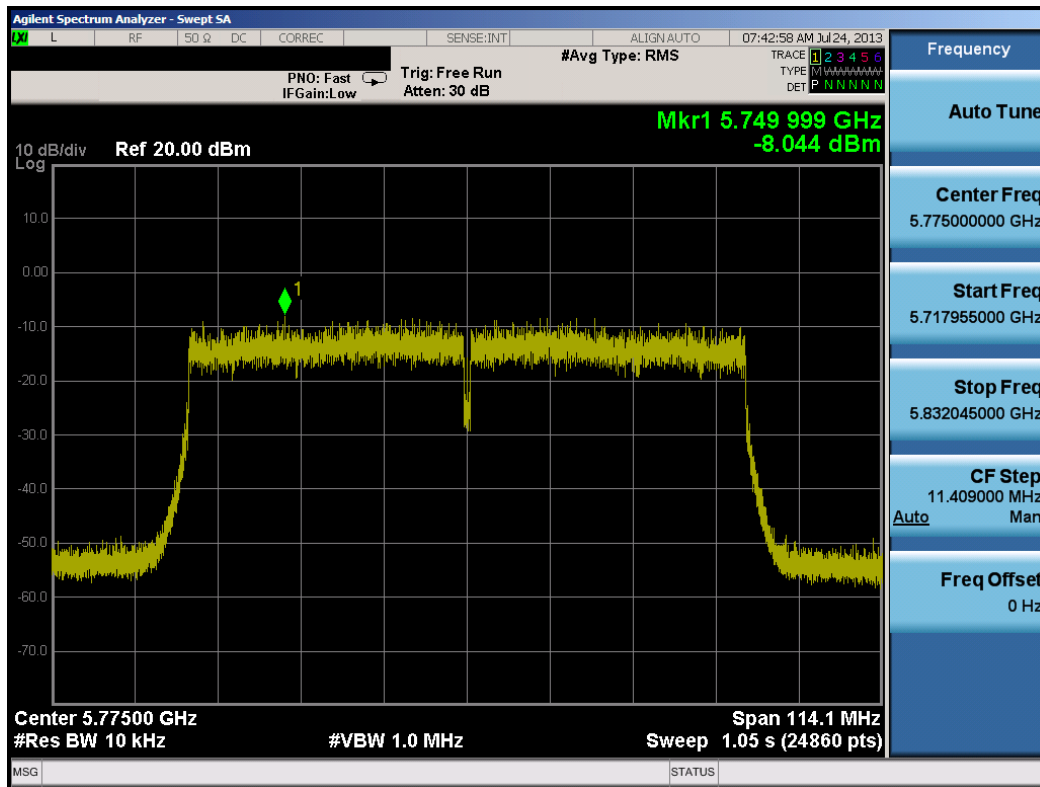 Agilent Spectrum Analyzer - Swept SA
LXI L RF 50 Ω DC CORREC SENSE:INT ALIGN AUTO 07:42:58 AM Jul 24, 2013
#Avg Type: RMS TRACE 1 2 3 4 5 6
PNO: Fast Trig: Free Run TYPE M W W W W W
IFGain:Low Atten: 30 dB DET P N N N N N
Mkr1 5.749 999 GHz
-8.044 dBm
10 dB/div Ref 20.00 dBm
Log
10.0
0.00
1
-10.0
-20.0
-30.0
-40.0
-50.0
-60.0
-70.0
Center 5.77500 GHz Span 114.1 MHz
#Res BW 10 kHz #VBW 1.0 MHz Sweep 1.05 s (24860 pts)
MSG STATUS
Frequency
Auto Tune
Center Freq
5.775000000 GHz
Start Freq
5.717955000 GHz
Stop Freq
5.832045000 GHz
CF Step
11.409000 MHz
Auto Man
Freq Offset
0 Hz